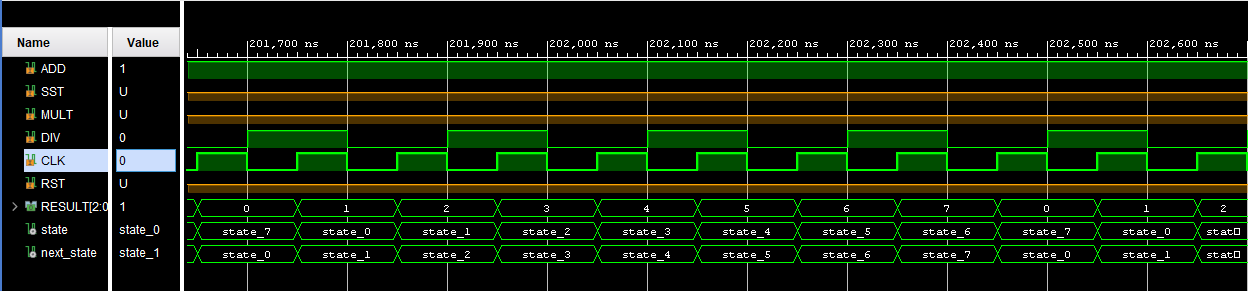 Name Value
201,700 ns 201,800 ns 201,900 ns 202,000 ns 202,100 ns 202,200 ns 202,300 ns 202,400 ns 202,500 ns 202,600 ns
ADD 1
SST U
MULT U
DIV 0
CLK 0
RST U
RESULT[2:0 1 0 1 2 3 4 5 6 7 0 1 2
state state_0 state_7 state_0 state_1 state_2 state_3 state_4 state_5 state_6 state_7 state_0 stat
next_state state_1 state_0 state_1 state_2 state_3 state_4 state_5 state_6 state_7 state_0 state_1 stat